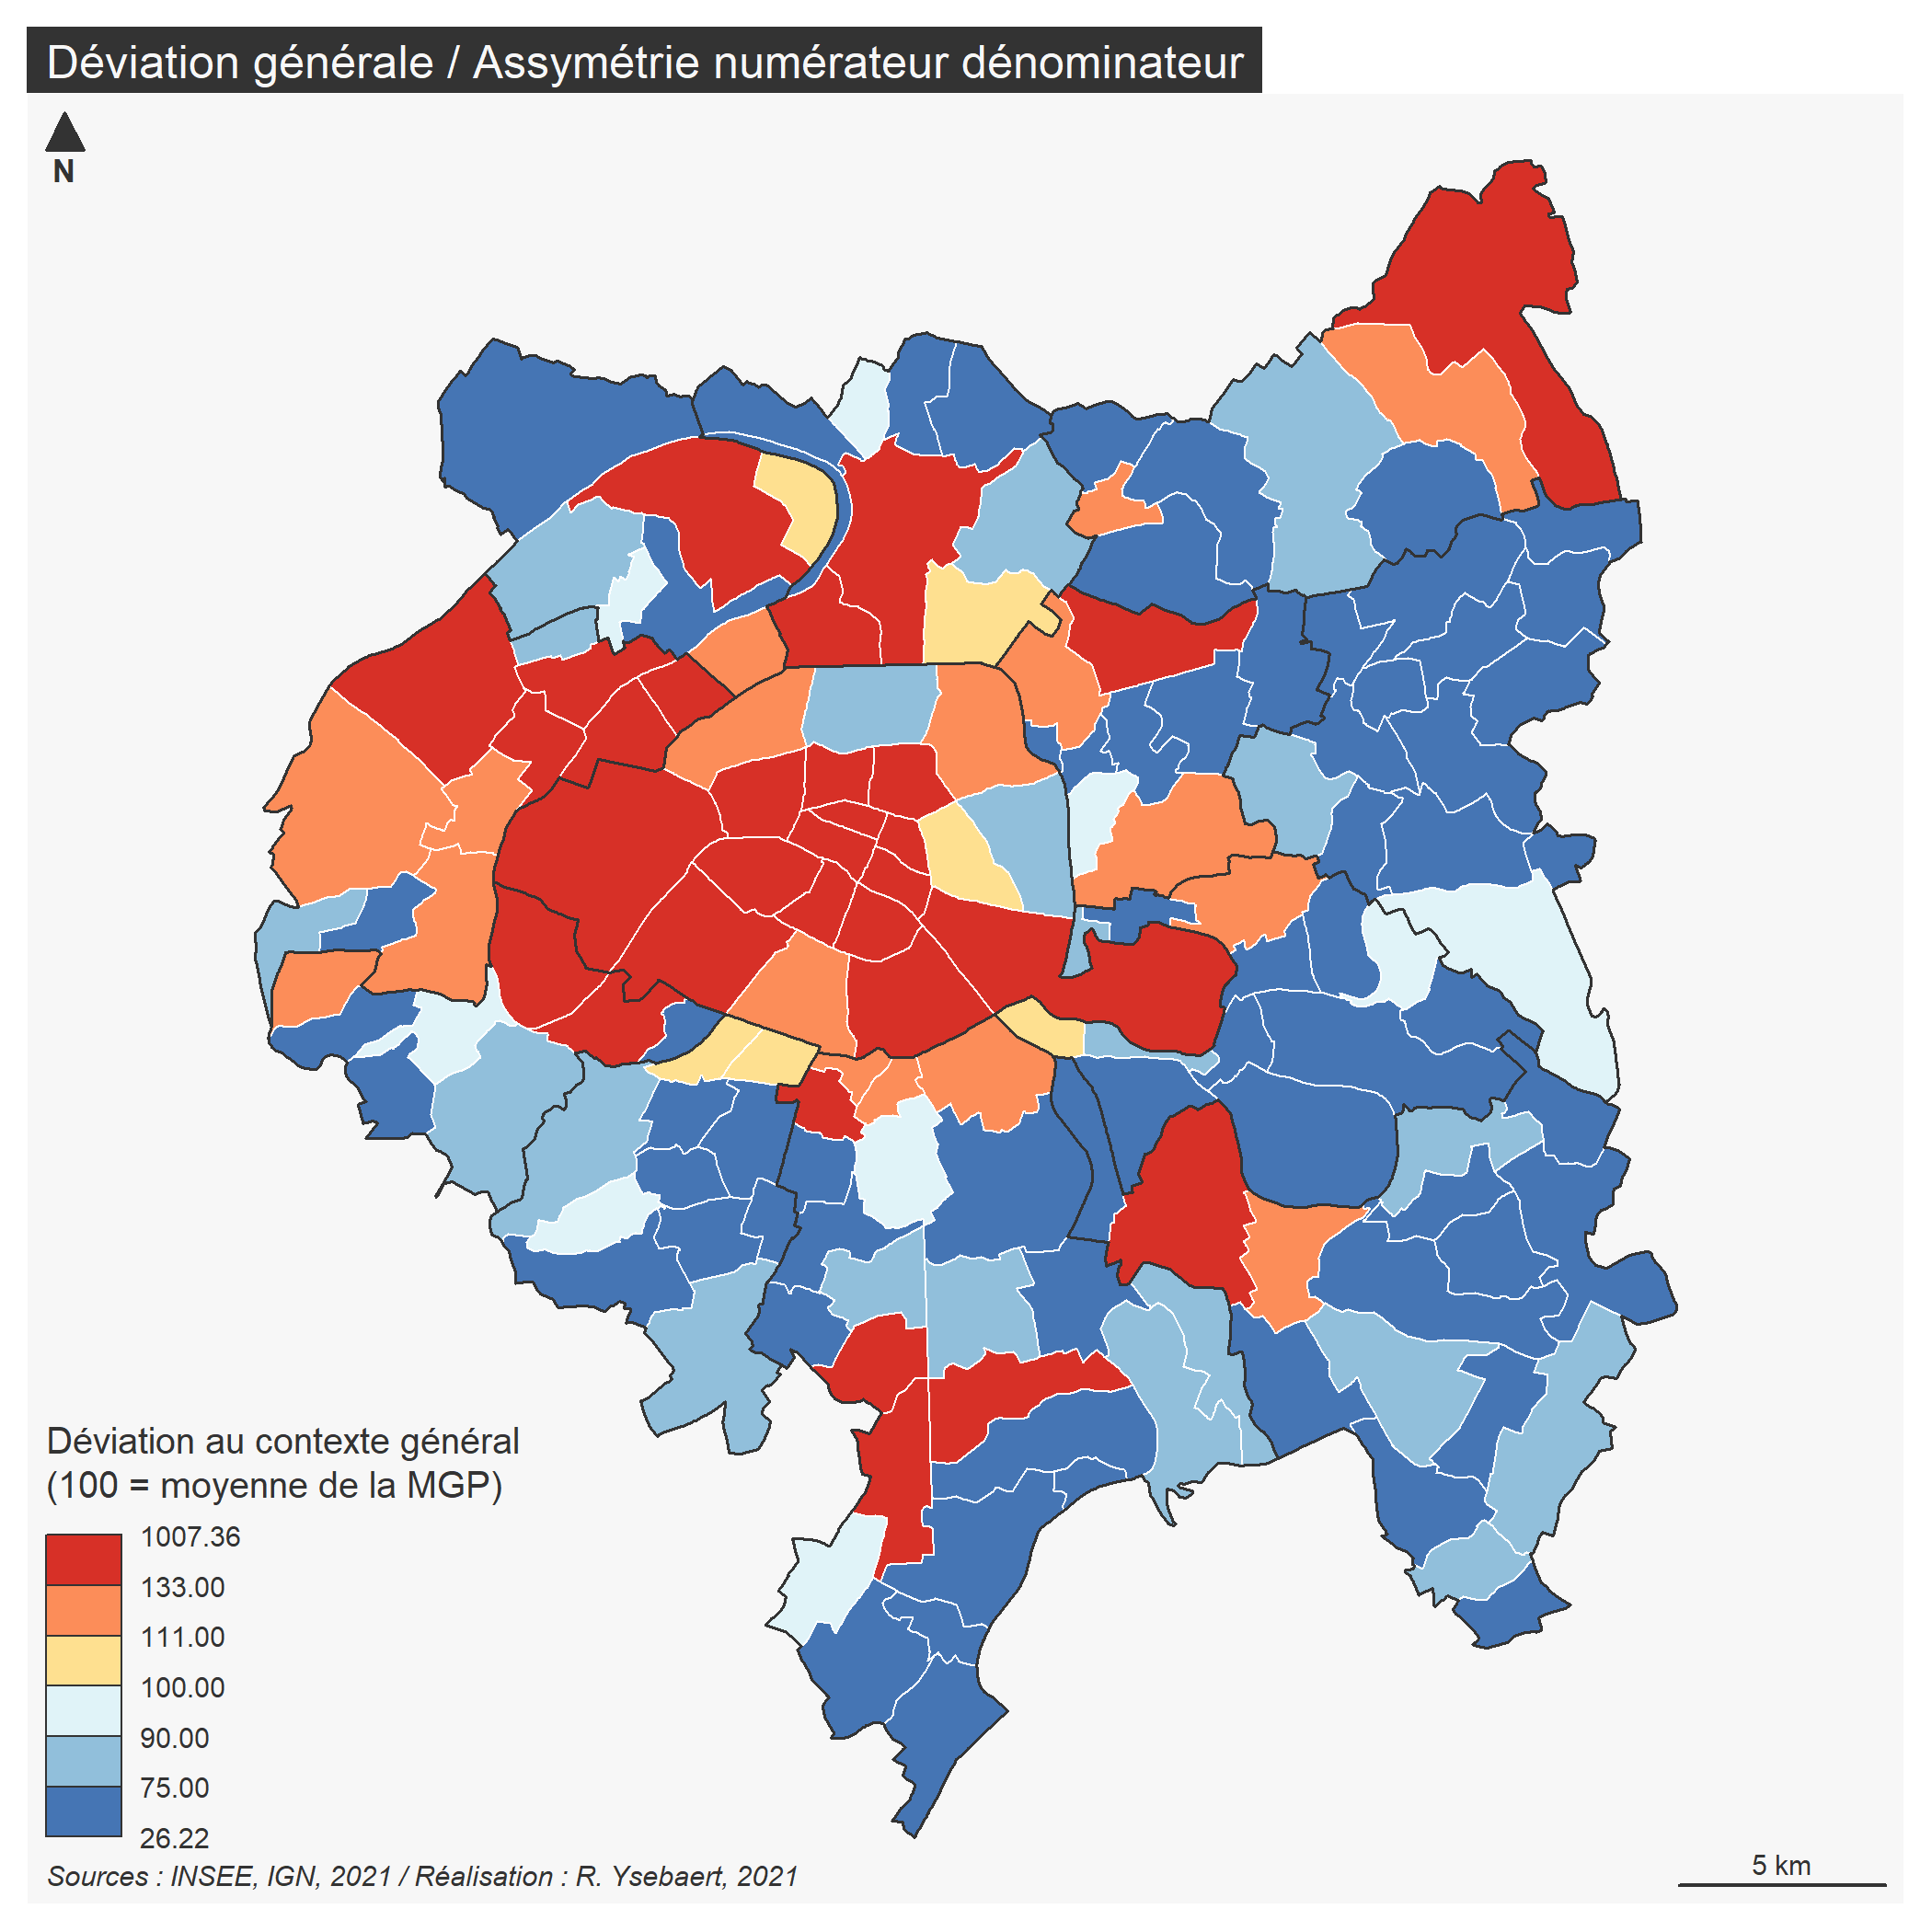 Déviation générale / Assymétrie numérateur dénominateur
N
Déviation au contexte général
(100 = moyenne de la MGP)
1007.36
133.00
111.00
100.00
90.00
75.00
26.22
Sources : INSEE, IGN, 2021 / Réalisation : R. Ysebaert, 2021
5 km